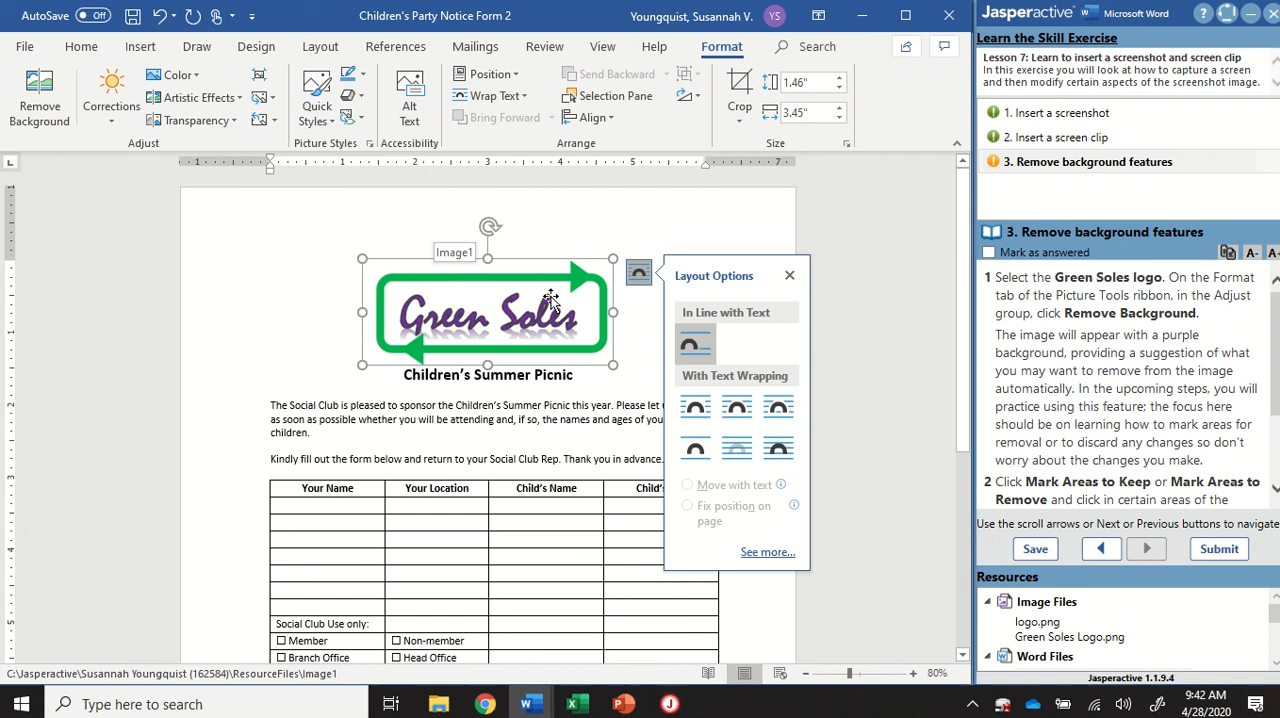 AutoSave Off
Children's Party Notice Form 2
Youngquist, Susannah V. YS
Jasperactive Microsoft Word
File Home Insert Draw Design Layout References Mailings Review View Help Format Search
Learn the Skill Exercise
Lesson 7: Learn to insert a screenshot and screen clip
In this exercise you will look at how to capture a screen
and then modify certain aspects of the screenshot image.
Remove Background
Corrections
Color
Artistic Effects
Transparency
Quick Styles
Alt Text
Position
Wrap Text
Bring Forward
Send Backward
Selection Pane
Align
Crop
1.46"
3.45"
Adjust
Picture Styles
Accessibility
Arrange
Size
1. Insert a screenshot
2. Insert a screen clip
3. Remove background features
1 1 2 3 4 5 7
Image1
Green Soles
Children's Summer Picnic
The Social Club is pleased to sponsor the Children's Summer Picnic this year. Please let
as soon as possible whether you will be attending and, if so, the names and ages of you
children.
Kindly fill out the form below and return to your Social Club Rep. Thank you in advance.
Your Name Your Location Child's Name Child's
Social Club Use only:
Member Non-member
Branch Office Head Office
Layout Options
In Line with Text
With Text Wrapping
Move with text
Fix position on
page
See more...
3. Remove background features
Mark as answered
A- A
1 Select the Green Soles logo. On the Format
tab of the Picture Tools ribbon, in the Adjust
group, click Remove Background.
The image will appear with a purple
background, providing a suggestion of what
you may want to remove from the image
automatically. In the upcoming steps, you will
practice using this feature; the focus here
should be on learning how to mark areas for
removal or to discard any changes so don't
worry about the changes you make.
2 Click Mark Areas to Keep or Mark Areas to
Remove and click in certain areas of the
Use the scroll arrows or Next or Previous buttons to navigate
Save Submit
Resources
Image Files
logo.png
Green Soles Logo.png
Word Files
Jasperactive 1.1.9.4
C:\Jasperactive\Susannah Youngquist (162584)\ResourceFiles\Image1
80%
Type here to search
9:42 AM
4/28/2020